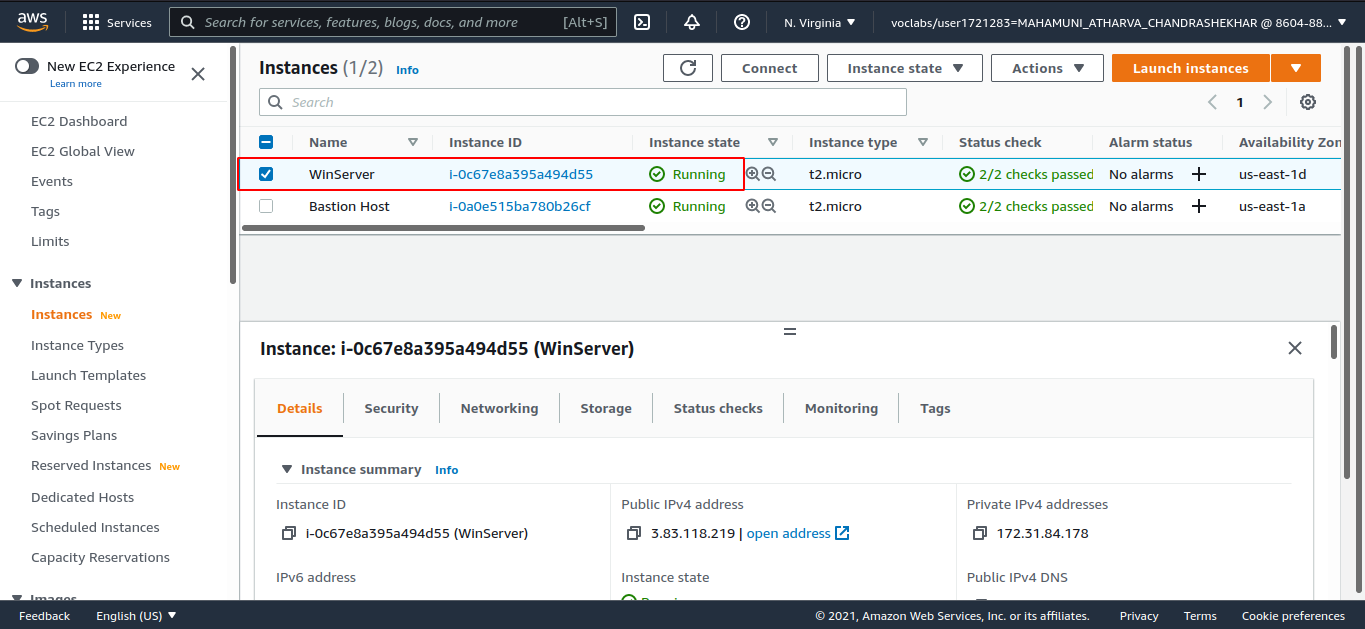 aws
Services
Search for services, features, blogs, docs, and more [Alt+S]
N. Virginia
voclabs/user1721283=MAHAMUNI_ATHARVA_CHANDRASHEKHAR @ 8604-88...
New EC2 Experience
Learn more
EC2 Dashboard
EC2 Global View
Events
Tags
Limits
Instances
Instances New
Instance Types
Launch Templates
Spot Requests
Savings Plans
Reserved Instances New
Dedicated Hosts
Scheduled Instances
Capacity Reservations
Images
Instances (1/2) Info
Connect
Instance state
Actions
Launch instances
Search
1
Name Instance ID Instance state Instance type Status check Alarm status Availability Zon
WinServer i-0c67e8a395a494d55 Running t2.micro 2/2 checks passed No alarms us-east-1d
Bastion Host i-0a0e515ba780b26cf Running t2.micro 2/2 checks passed No alarms us-east-1a
Instance: i-0c67e8a395a494d55 (WinServer)
Details Security Networking Storage Status checks Monitoring Tags
Instance summary Info
Instance ID
i-0c67e8a395a494d55 (WinServer)
Public IPv4 address
3.83.118.219 | open address
Private IPv4 addresses
172.31.84.178
IPv6 address
Instance state
Public IPv4 DNS
Feedback English (US)
© 2021, Amazon Web Services, Inc. or its affiliates. Privacy Terms Cookie preferences